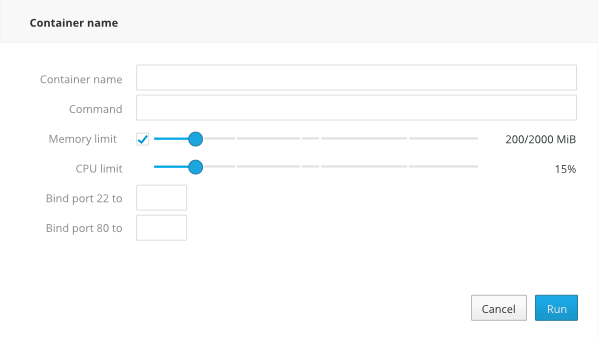 Container name
Container name
Command
Memory limit 200/2000 MiB
CPU limit 15%
Bind port 22 to
Bind port 80 to
Cancel Run